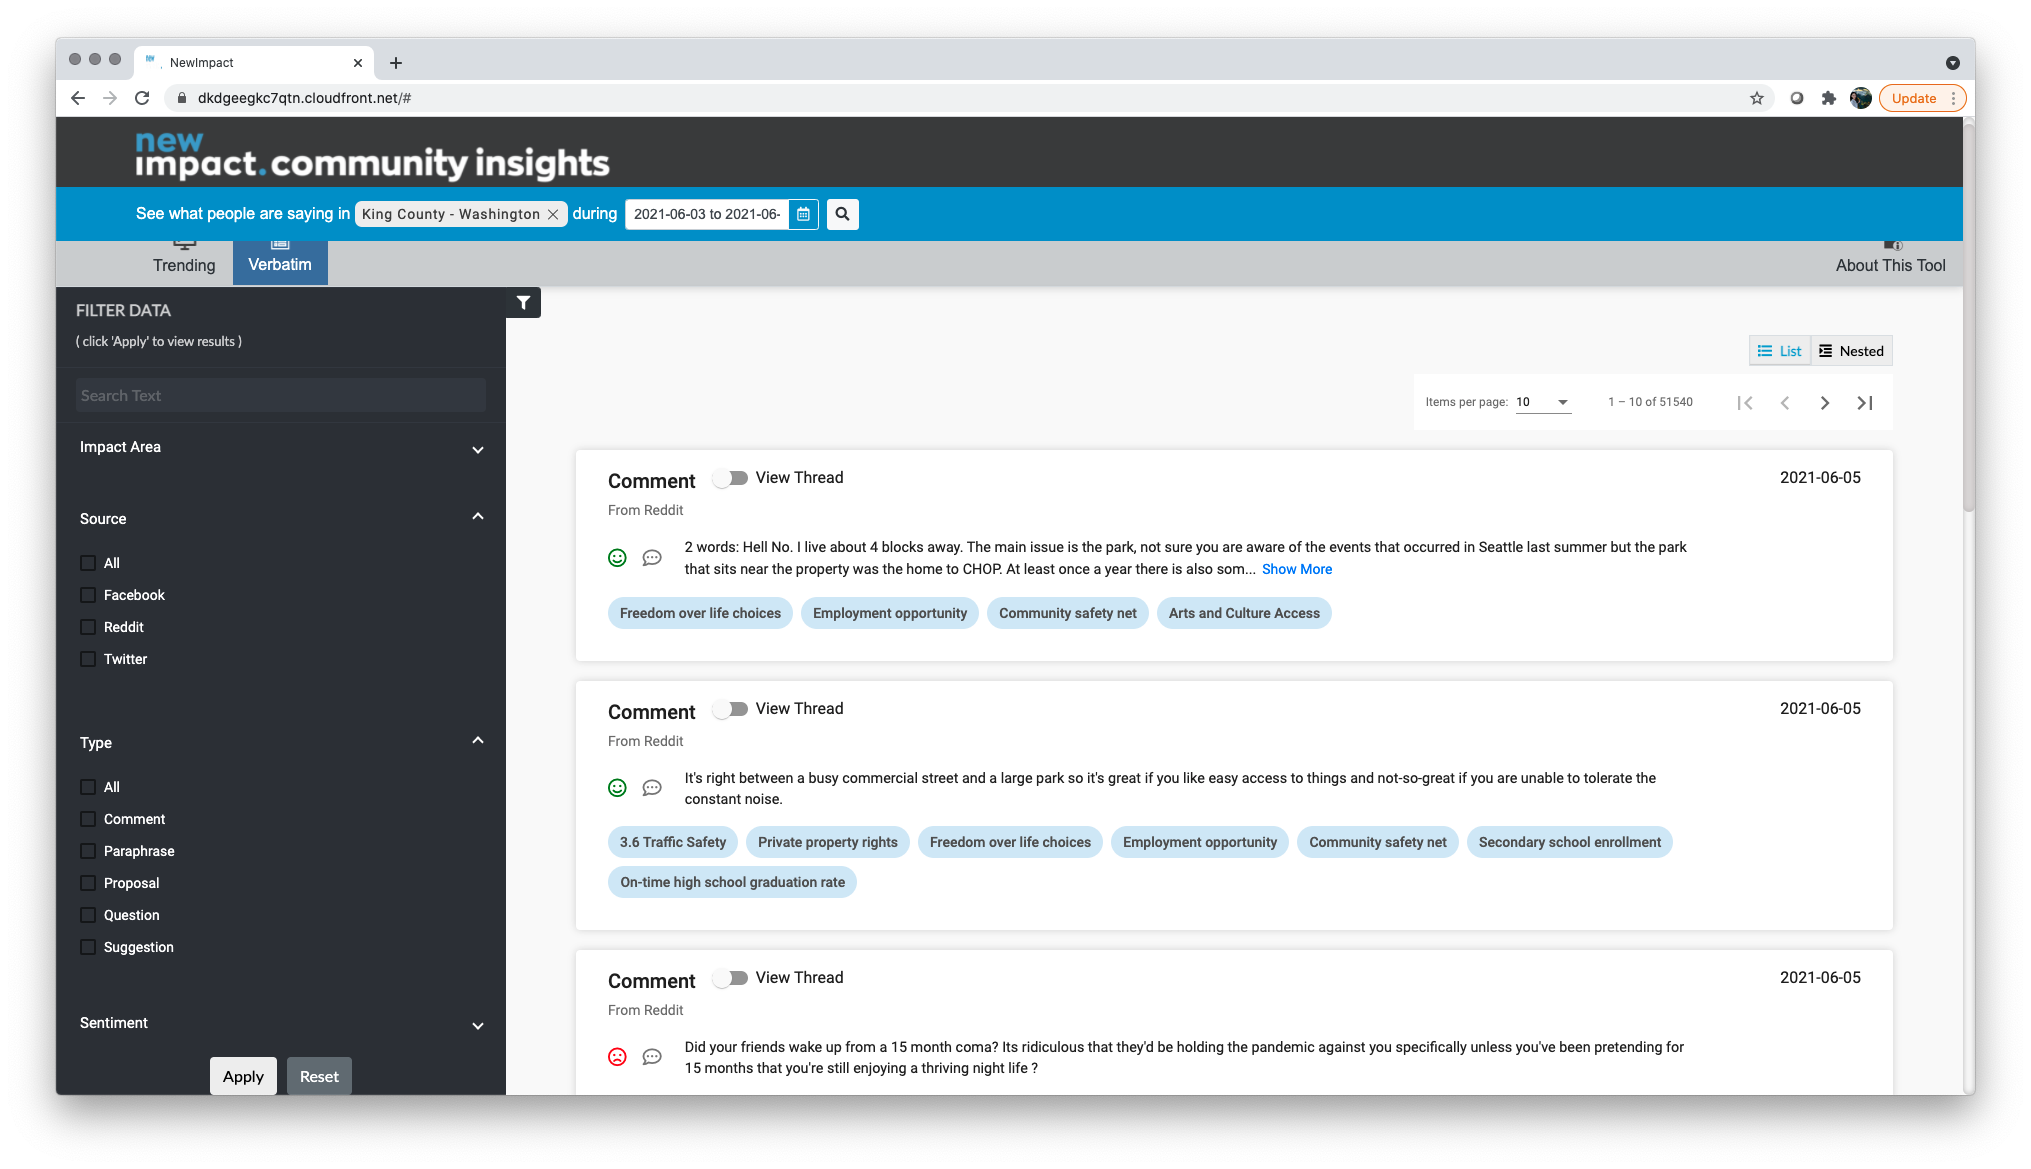 NewImpact
dkdgeegkc7qtn.cloudfront.net/#
Update
new
impact.community insights
See what people are saying in King County - Washington during 2021-06-03 to 2021-06-
Trending
Verbatim
About This Tool
FILTER DATA
( click 'Apply' to view results )
Search Text
Impact Area
Source
All
Facebook
Reddit
Twitter
Type
All
Comment
Paraphrase
Proposal
Question
Suggestion
Sentiment
Apply
Reset
List
Nested
Items per page: 10
1 – 10 of 51540
Comment
View Thread
2021-06-05
From Reddit
2 words: Hell No. I live about 4 blocks away. The main issue is the park, not sure you are aware of the events that occurred in Seattle last summer but the park
that sits near the property was the home to CHOP. At least once a year there is also som... Show More
Freedom over life choices
Employment opportunity
Community safety net
Arts and Culture Access
Comment
View Thread
2021-06-05
From Reddit
It's right between a busy commercial street and a large park so it's great if you like easy access to things and not-so-great if you are unable to tolerate the
constant noise.
3.6 Traffic Safety
Private property rights
Freedom over life choices
Employment opportunity
Community safety net
Secondary school enrollment
On-time high school graduation rate
Comment
View Thread
2021-06-05
From Reddit
Did your friends wake up from a 15 month coma? Its ridiculous that they'd be holding the pandemic against you specifically unless you've been pretending for
15 months that you're still enjoying a thriving night life ?